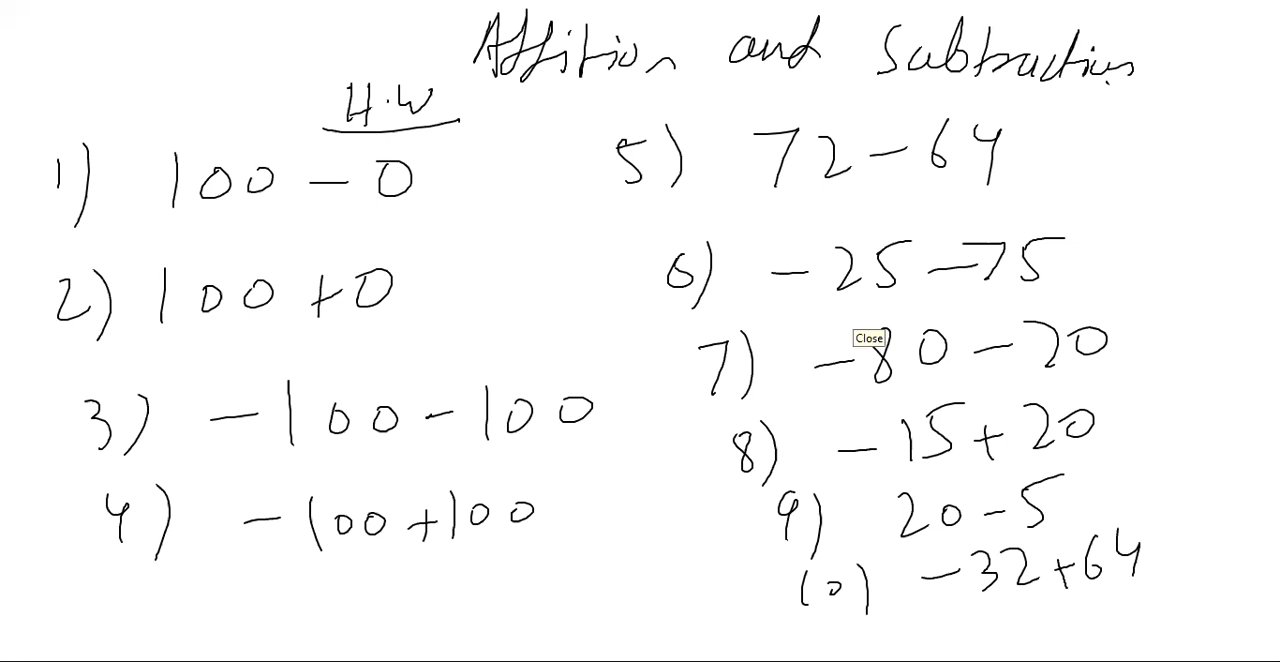 Affition and Subtraction
H.W
1) 100 - 0
2) 100 + 0
3) - 100 - 100
4) - 100 + 100
5) 72 - 64
6) - 25 - 75
7) - 80 - 20
Close
8) - 15 + 20
9) 20 - 5
10) - 32 + 64